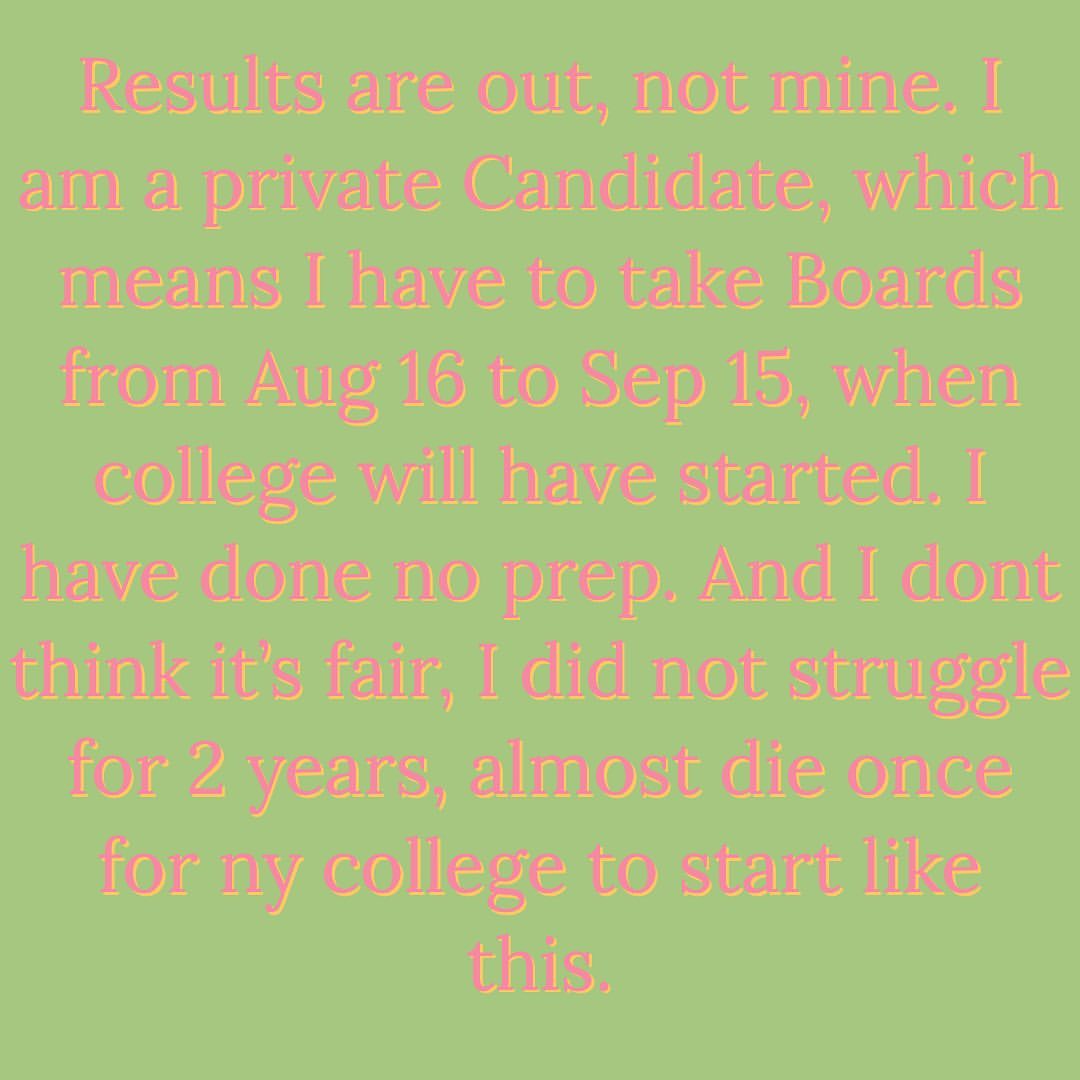 Results are out, not mine. I
am a private Candidate, which
means I have to take Boards
from Aug 16 to Sep 15, when
college will have started. I
have done no prep. And I dont
think it’s fair, I did not struggle
for 2 years, almost die once
for ny college to start like
this.